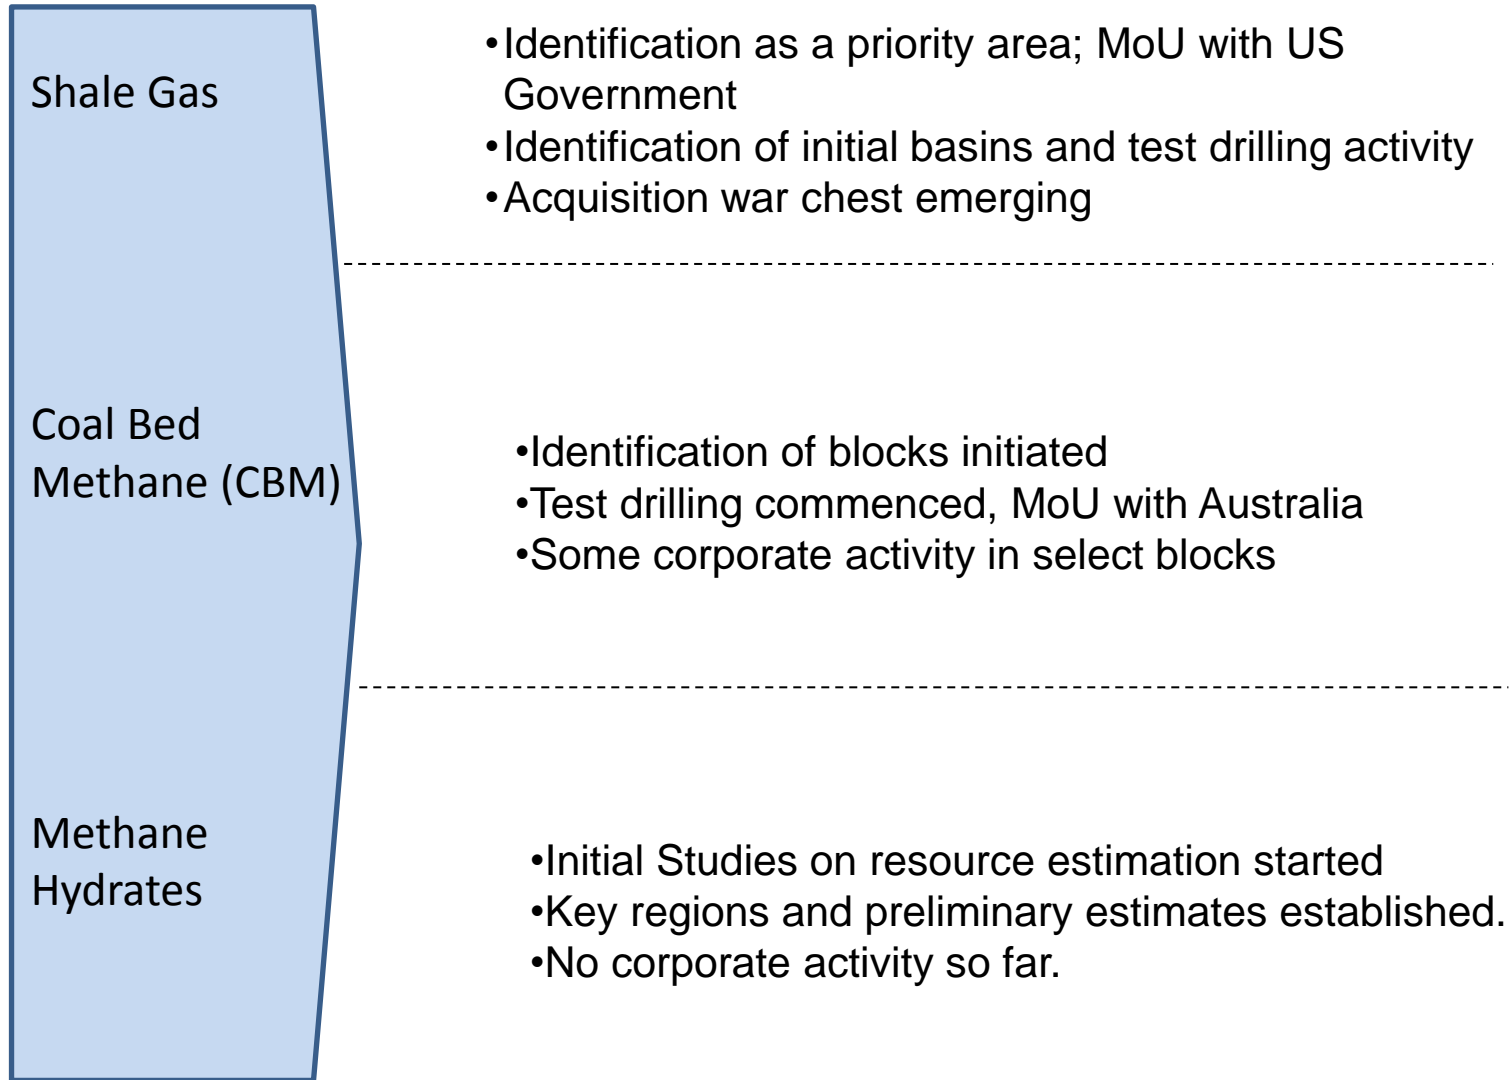 Shale Gas
•Identification as a priority area; MoU with US
Government
•Identification of initial basins and test drilling activity
•Acquisition war chest emerging
Coal Bed
Methane (CBM)
•Identification of blocks initiated
•Test drilling commenced, MoU with Australia
•Some corporate activity in select blocks
Methane
Hydrates
•Initial Studies on resource estimation started
•Key regions and preliminary estimates established.
•No corporate activity so far.